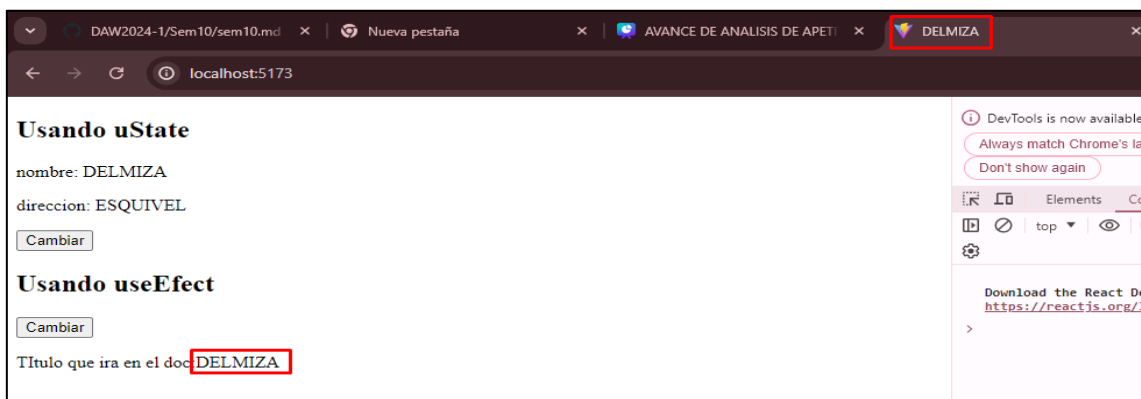 DAW2024-1/Sem10/sem10.md
Nueva pestaña
AVANCE DE ANALISIS DE APETI
DELMIZA
localhost:5173
Usando uState
nombre: DELMIZA
direccion: ESQUIVEL
Cambiar
Usando useEfect
Cambiar
TItulo que ira en el doc:DELMIZA
DevTools is now available
Always match Chrome's la
Don't show again
Elements Co
top
Download the React De
https://reactjs.org/
>